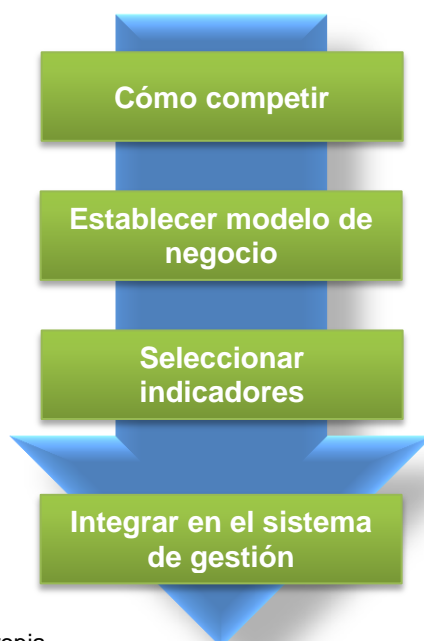 Cómo competir
Establecer modelo de
negocio
Seleccionar
indicadores
Integrar en el sistema
de gestión